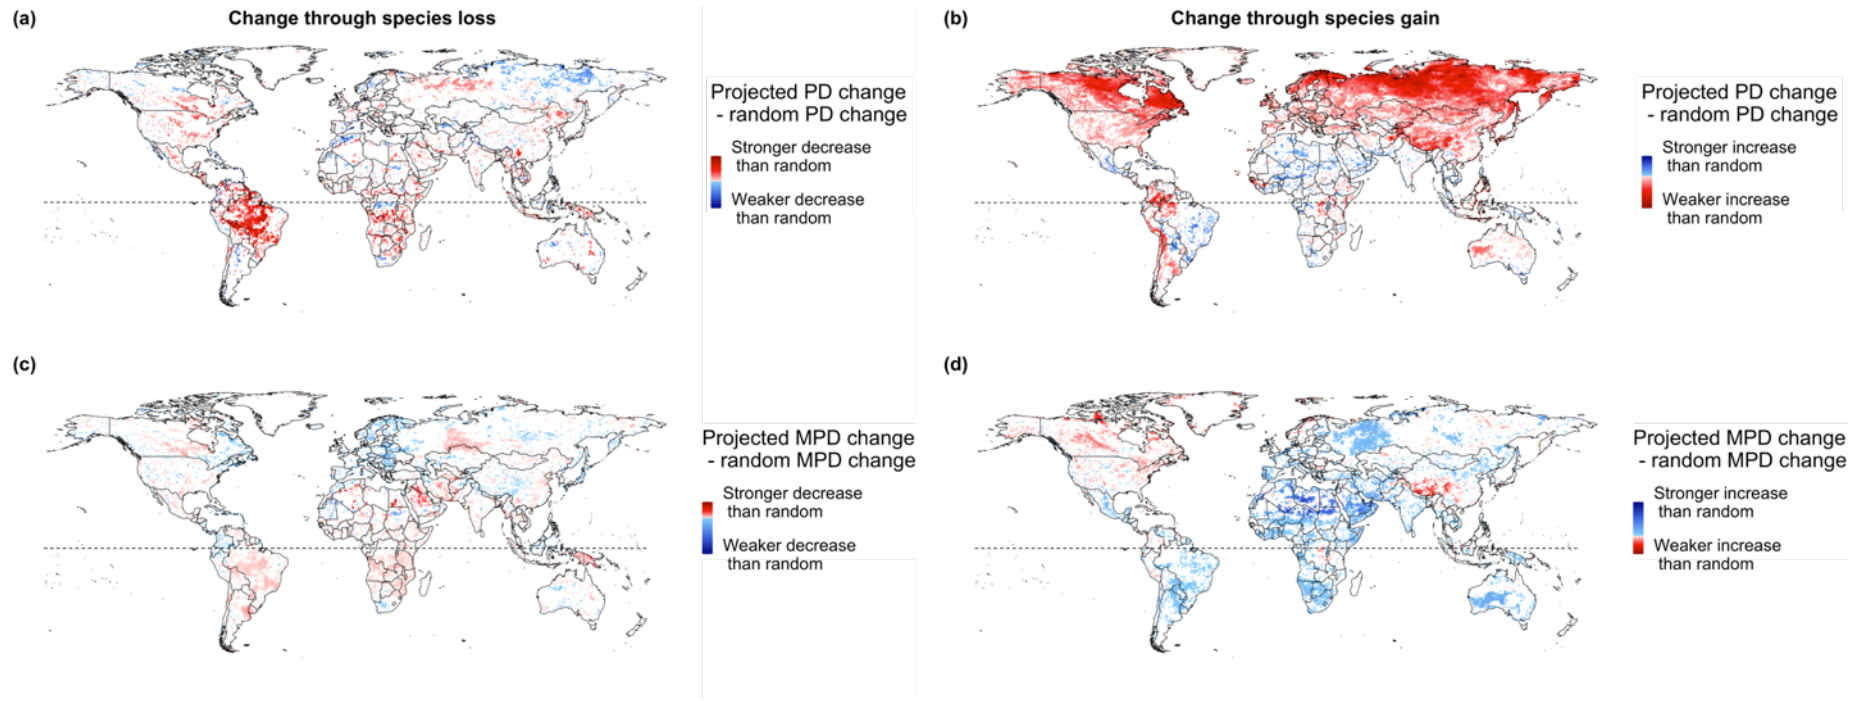 (a)
Change through species loss
Projected PD change
- random PD change
Stronger decrease
than random
Weaker decrease
than random
(b)
Change through species gain
Projected PD change
- random PD change
Stronger increase
than random
Weaker increase
than random
(c)
Projected MPD change
- random MPD change
Stronger decrease
than random
Weaker decrease
than random
(d)
Projected MPD change
- random MPD change
Stronger increase
than random
Weaker increase
than random